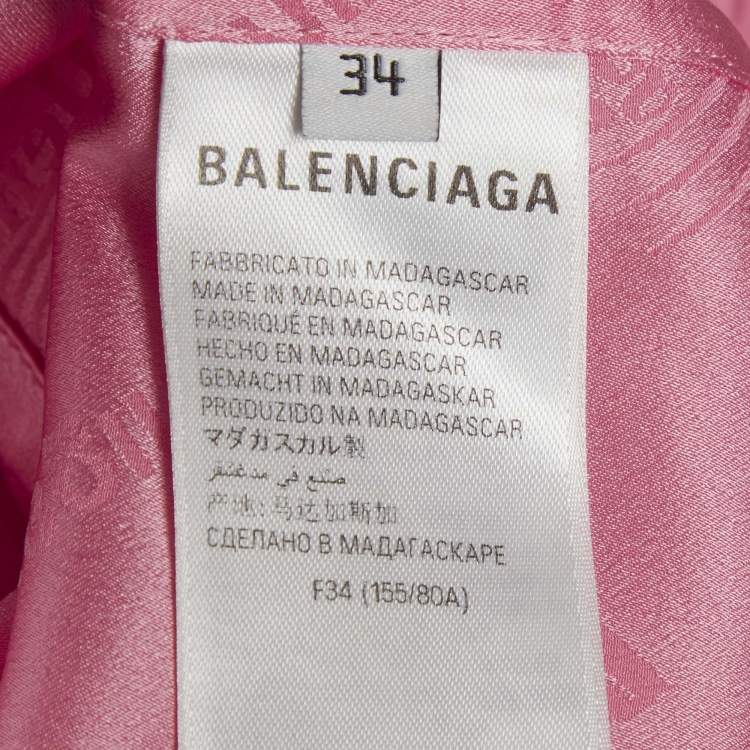 34
BALENCIAGA
FABBRICATO IN MADAGASCAR
MADE IN MADAGASCAR
FABRIQUÉ EN MADAGASCAR
HECHO EN MADAGASCAR
GEMACHT IN MADAGASKAR
PRODUZIDO NA MADAGASCAR
マダカスカル製
صنع في مدغشقر
产地: 马达加斯加
СДЕЛАНО В МАДАГАСКАРЕ
F34 (155/80A)